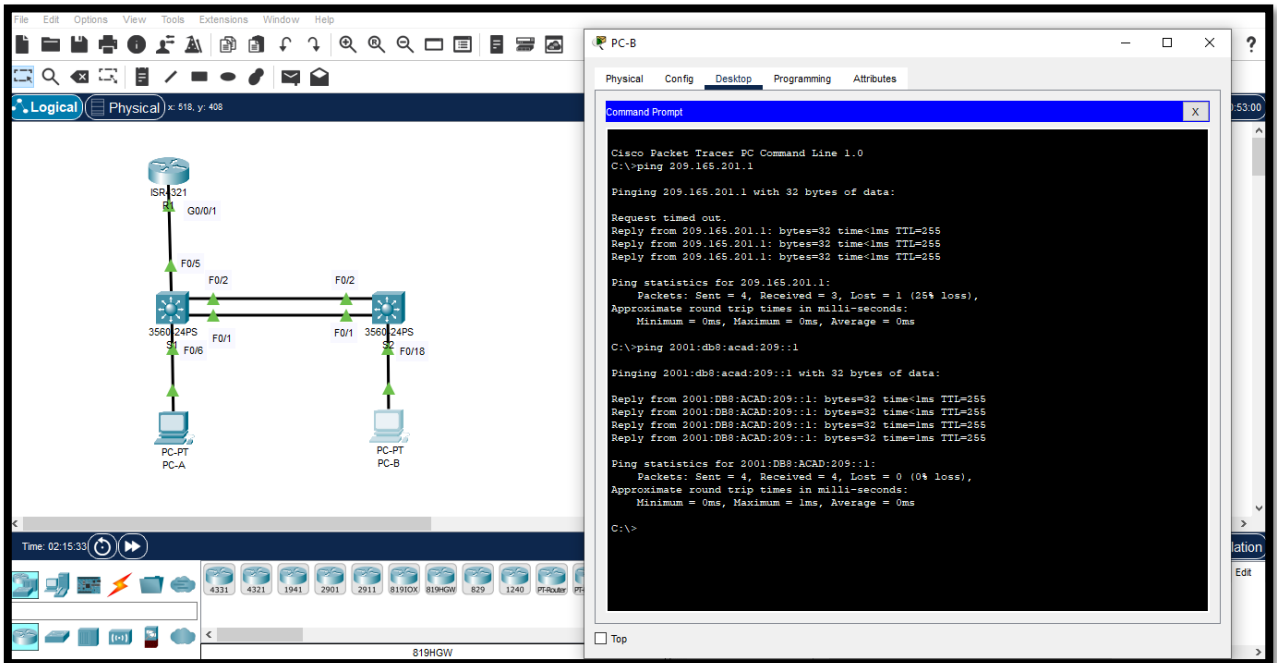 File Edit Options View Tools Extensions Window Help
PC-B
?
Physical Config Desktop Programming Attributes
Logical Physical x: 518, y: 408
Command Prompt X
:53:00
Cisco Packet Tracer PC Command Line 1.0
C:\>ping 209.165.201.1
Pinging 209.165.201.1 with 32 bytes of data:
Request timed out.
Reply from 209.165.201.1: bytes=32 time<1ms TTL=255
Reply from 209.165.201.1: bytes=32 time<1ms TTL=255
Reply from 209.165.201.1: bytes=32 time<1ms TTL=255
Ping statistics for 209.165.201.1:
Packets: Sent = 4, Received = 3, Lost = 1 (25% loss),
Approximate round trip times in milli-seconds:
Minimum = 0ms, Maximum = 0ms, Average = 0ms
C:\>ping 2001:db8:acad:209::1
Pinging 2001:db8:acad:209::1 with 32 bytes of data:
Reply from 2001:DB8:ACAD:209::1: bytes=32 time<1ms TTL=255
Reply from 2001:DB8:ACAD:209::1: bytes=32 time<1ms TTL=255
Reply from 2001:DB8:ACAD:209::1: bytes=32 time=1ms TTL=255
Reply from 2001:DB8:ACAD:209::1: bytes=32 time=1ms TTL=255
Ping statistics for 2001:DB8:ACAD:209::1:
Packets: Sent = 4, Received = 4, Lost = 0 (0% loss),
Approximate round trip times in milli-seconds:
Minimum = 0ms, Maximum = 1ms, Average = 0ms
C:\>
Top
ISR4321
R1
G0/0/1
F0/5
F0/2 F0/2
3560-24PS
S1
F0/1
F0/1
3560-24PS
S2
F0/6
F0/18
PC-PT
PC-A
PC-PT
PC-B
Time: 02:15:33
lation
4331 4321 1941 2901 2911 819IOX 819HGW 829 1240 PT-Router PT-
Edit
819HGW